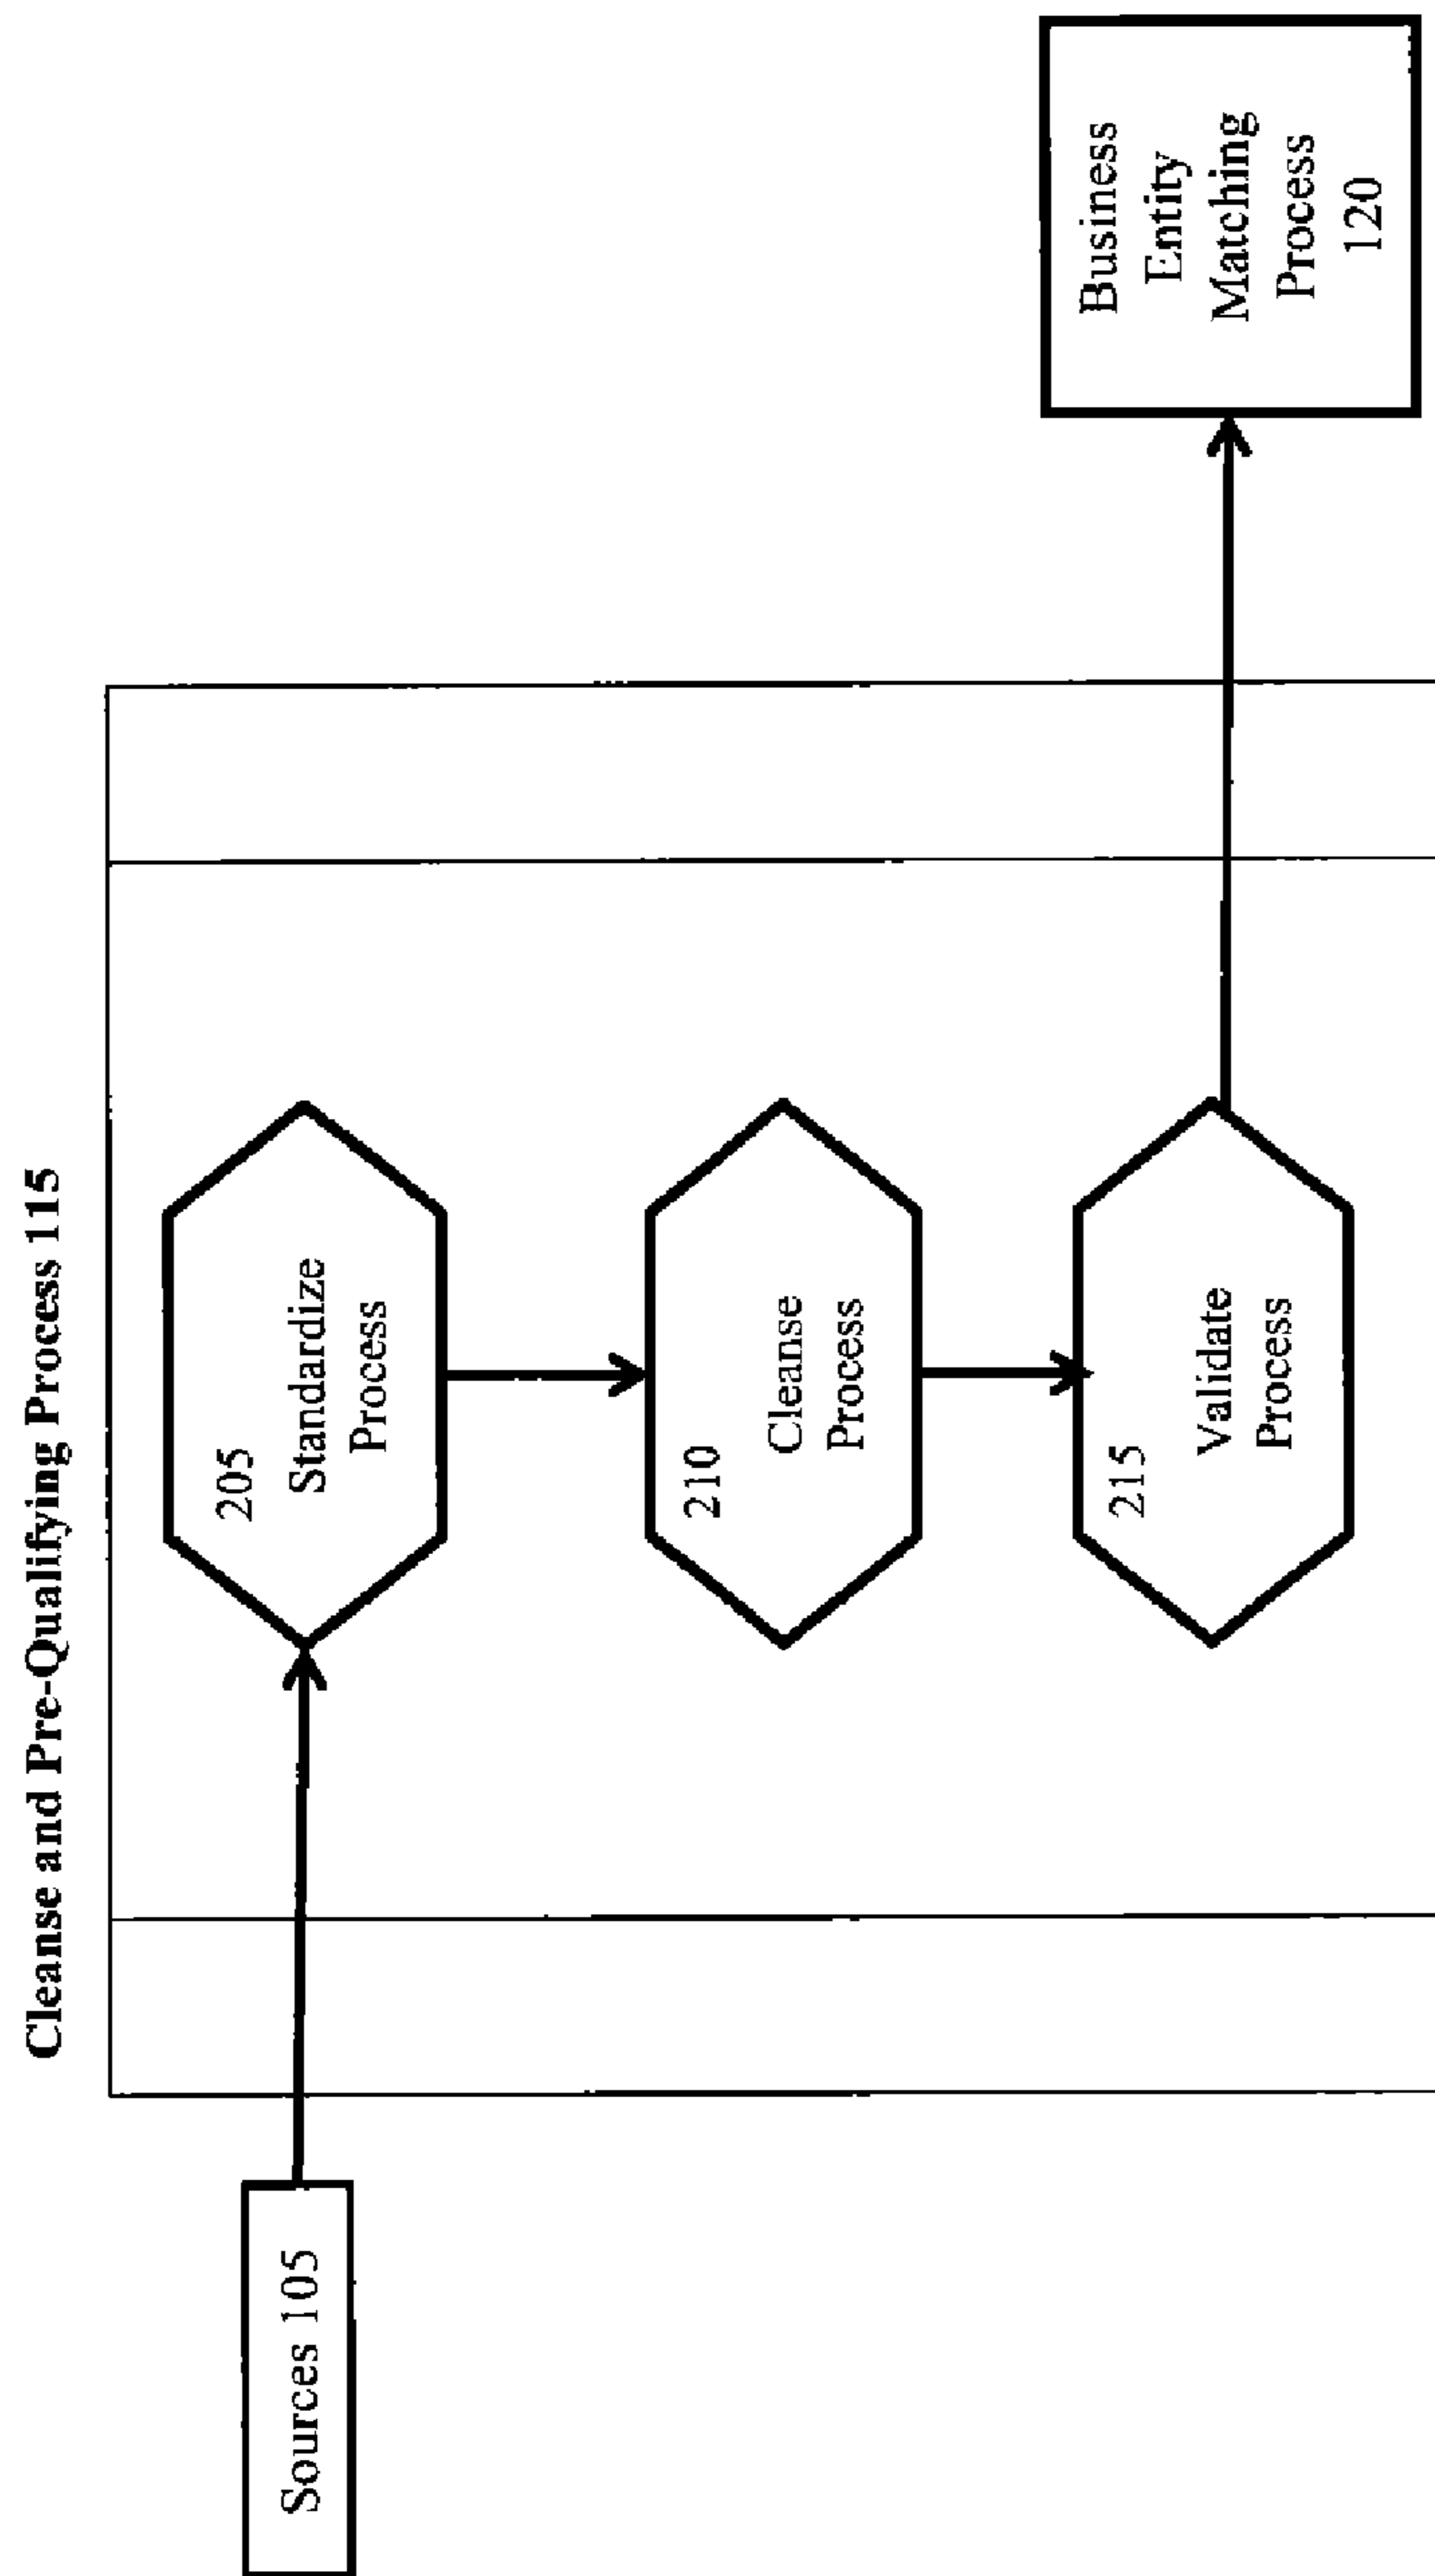 Cleanse and Pre-Qualifying Process 115
Sources 105
205
Standardize
Process
210
Cleanse
Process
215
Validate
Process
Business
Entity
Matching
Process
120